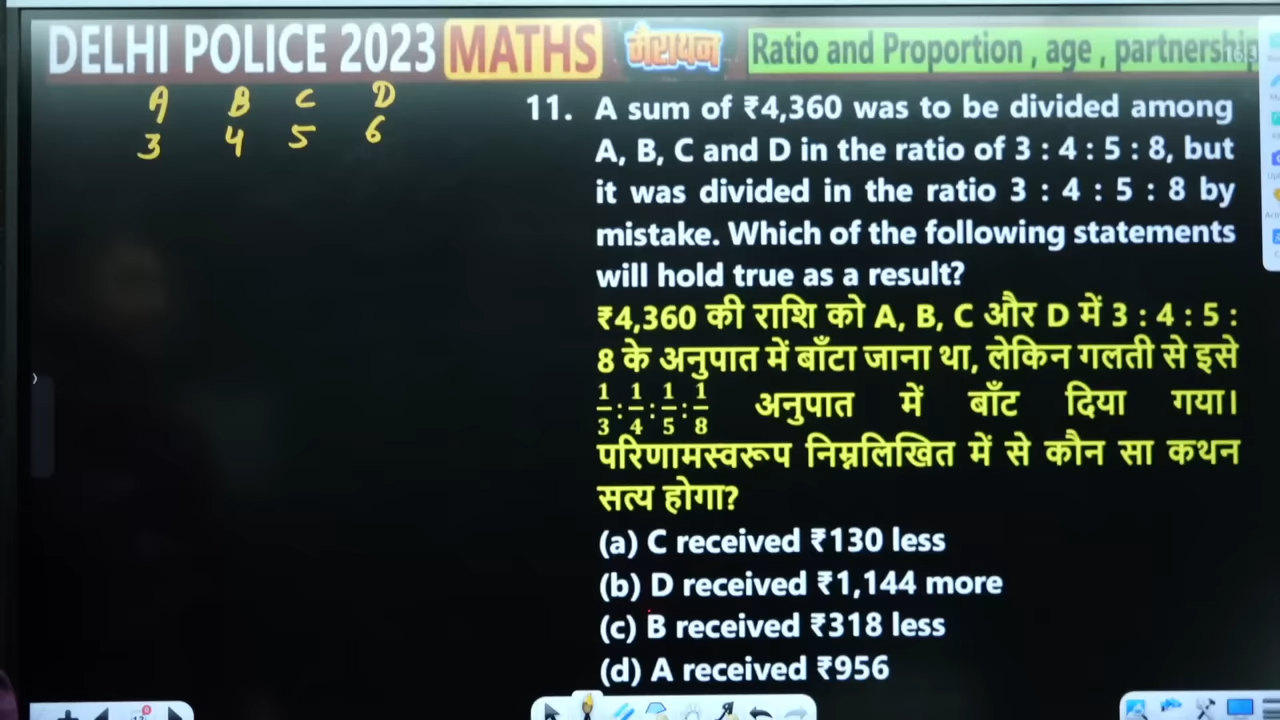 DELHI POLICE 2023 MATHS मैराथन Ratio and Proportion , age , partnership
A B C D
3 4 5 6
11. A sum of ₹4,360 was to be divided among
A, B, C and D in the ratio of 3 : 4 : 5 : 8, but
it was divided in the ratio 3 : 4 : 5 : 8 by
mistake. Which of the following statements
will hold true as a result?
₹4,360 की राशि को A, B, C और D में 3 : 4 : 5 :
8 के अनुपात में बाँटा जाना था, लेकिन गलती से इसे
1/3 : 1/4 : 1/5 : 1/8 अनुपात में बाँट दिया गया।
परिणामस्वरूप निम्नलिखित में से कौन सा कथन
सत्य होगा?
(a) C received ₹130 less
(b) D received ₹1,144 more
(c) B received ₹318 less
(d) A received ₹956